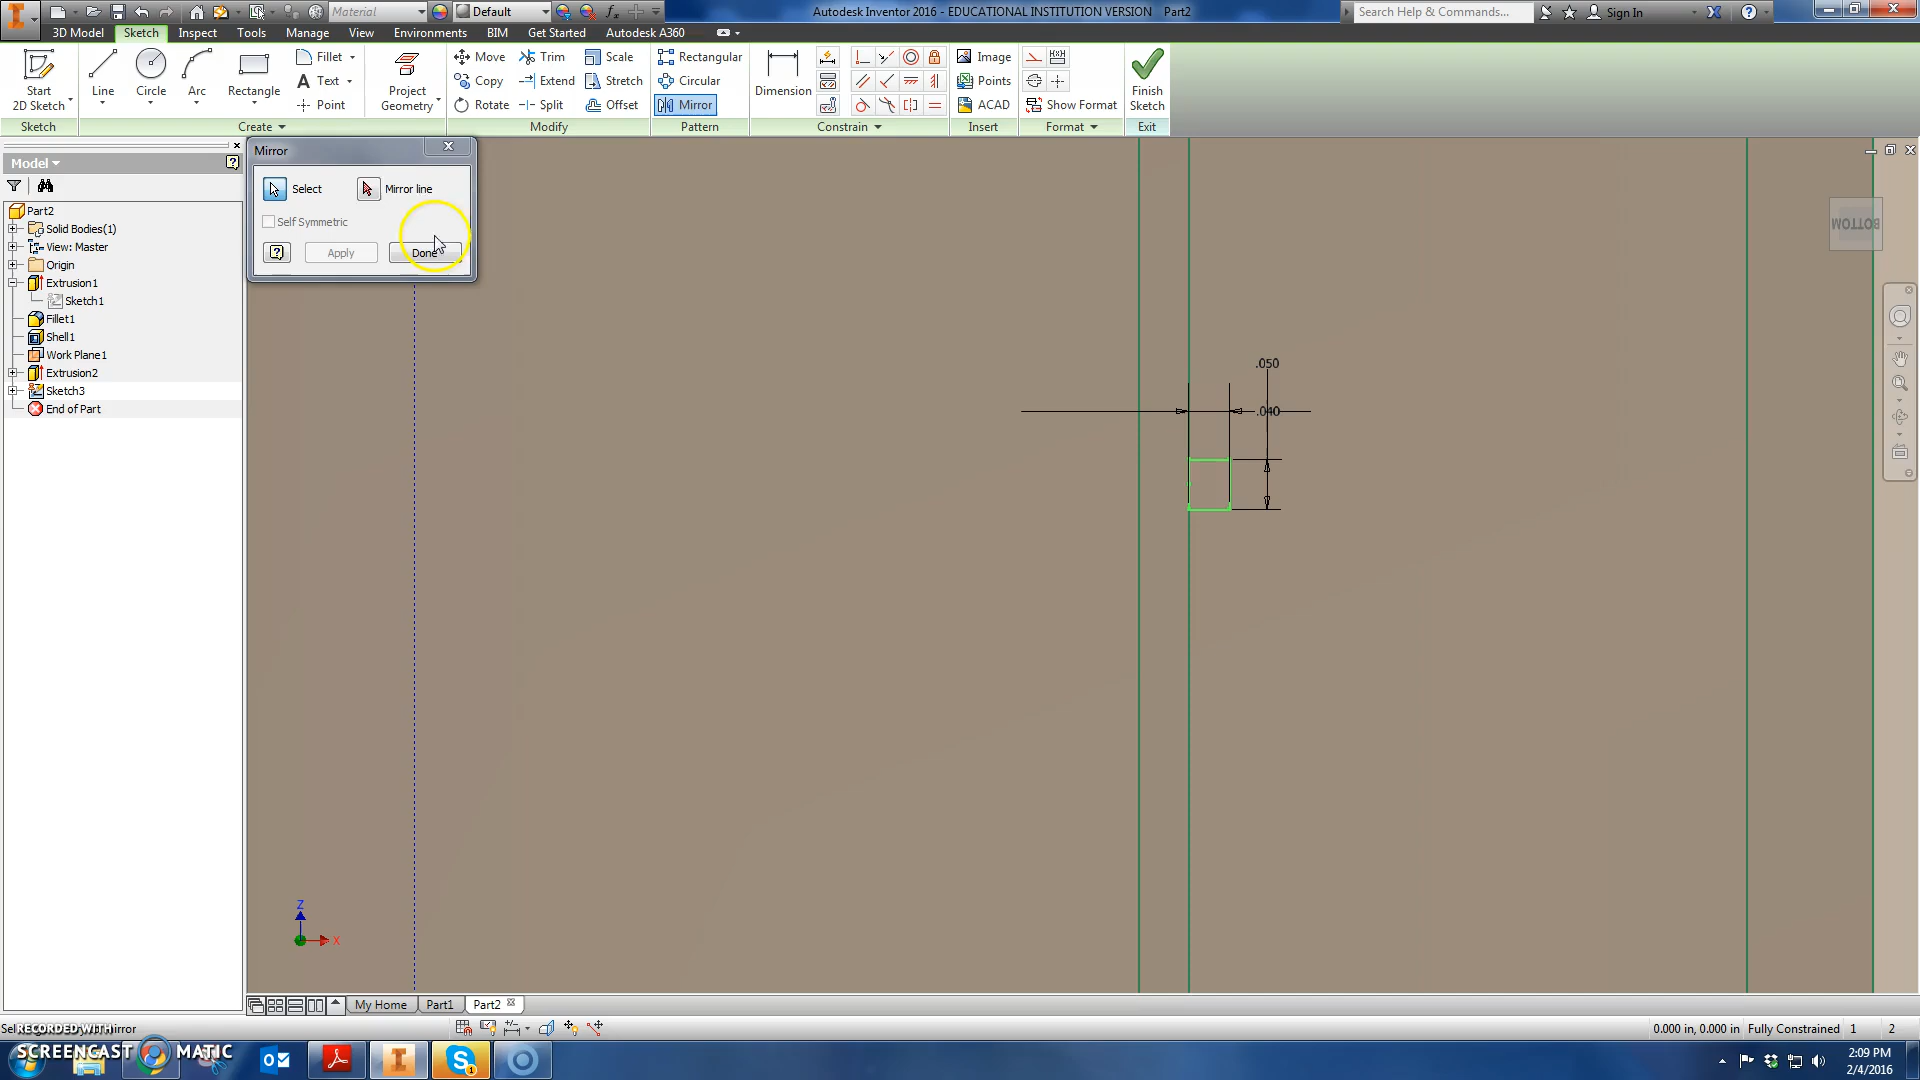 Material
Default
Autodesk Inventor 2016 - EDUCATIONAL INSTITUTION VERSION Part2
Search Help & Commands...
Sign In
3D Model Sketch Inspect Tools Manage View Environments BIM Get Started Autodesk A360
Start
2D Sketch
Line
Circle
Arc
Rectangle
Fillet
Text
Point
Project
Geometry
Move
Copy
Rotate
Trim
Extend
Split
Scale
Stretch
Offset
Rectangular
Circular
Mirror
Dimension
Image
Points
ACAD
Show Format
Finish
Sketch
Sketch Create Modify Pattern Constrain Insert Format Exit
Model
Part2
Solid Bodies(1)
View: Master
Origin
Extrusion1
Sketch1
Fillet1
Shell1
Work Plane1
Extrusion2
Sketch3
End of Part
Mirror
Select
Mirror line
Self Symmetric
Apply
Done
BOTTOM
.050
.040
Z
X
My Home Part1 Part2
0.000 in, 0.000 in Fully Constrained 1 2
RECORDED WITH
SCREENCAST MATIC
1
2:09 PM
2/4/2016